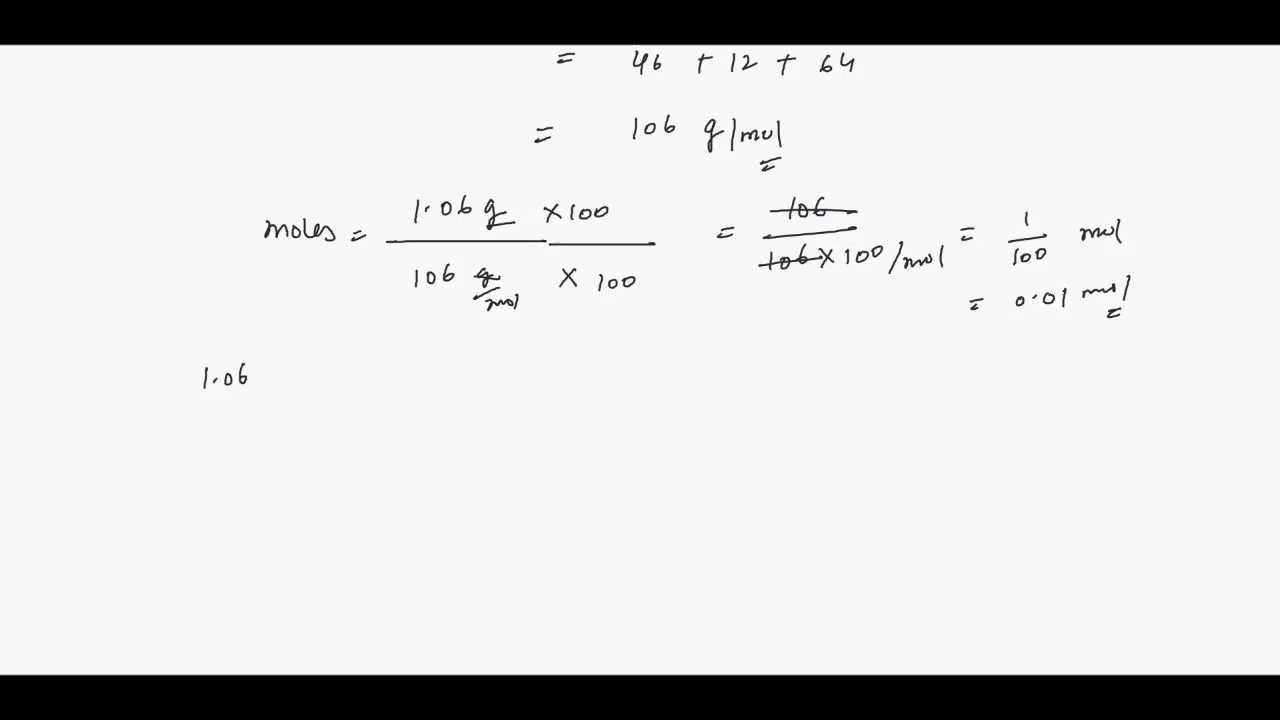 = 46 + 12 + 64
= 106 g/mol
moles = 1.06 g × 100 / 106 g/mol × 100 = 106 / 106 × 100 /mol = 1/100 mol
= 0.01 mol
1.06